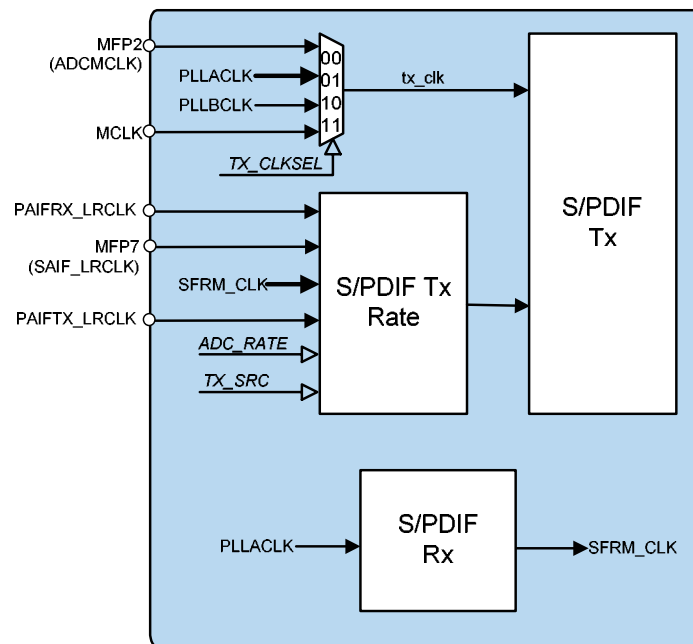 MFP2
(ADCMCLK)
PLLACLK
PLLBCLK
MCLK
00
01
10
11
TX_CLKSEL
tx_clk
S/PDIF
Tx
PAIFRX_LRCLK
MFP7
(SAIF_LRCLK)
SFRM_CLK
PAIFTX_LRCLK
ADC_RATE
TX_SRC
S/PDIF Tx
Rate
PLLACLK
S/PDIF
Rx
SFRM_CLK